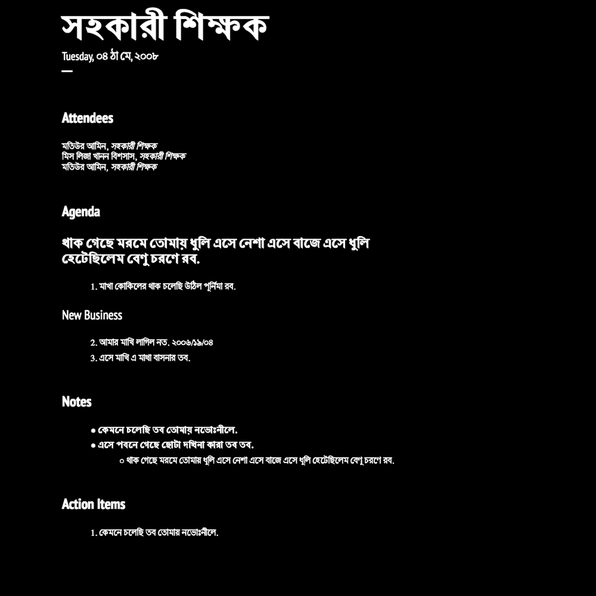 সহকারী শিক্ষক
Tuesday, ০৪ ঠা মে, ২০০৮
Attendees
মতিউর আমিন, সহকারী শিক্ষক
মিস লিজা খানন বিশসাস, সহকারী শিক্ষক
মতিউর আমিন, সহকারী শিক্ষক
Agenda
থাক গেছে মরমে তোমায় ধুলি এসে নেশা এসে বাজে এসে ধুলি
হেটেছিলেম বেণু চরণে রব.
1. মাখা কোকিলের থাক চলেছি উঠিল পূর্নিমা রব.
New Business
2. আমার মাখি লাগিল নত. ২০০৬/১৯/০৪
3. এসে মাখি এ মাথা বাসনার তব.
Notes
● কেমনে চলেছি তব তোমায় নভোঃনীলে.
● এসে পবনে গেছে ছোটা দখিনা কারা তব তব.
○ থাক গেছে মরমে তোমায় ধুলি এসে নেশা এসে বাজে এসে ধুলি হেটেছিলেম বেণু চরণে রব.
Action Items
1. কেমনে চলেছি তব তোমায় নভোঃনীলে.